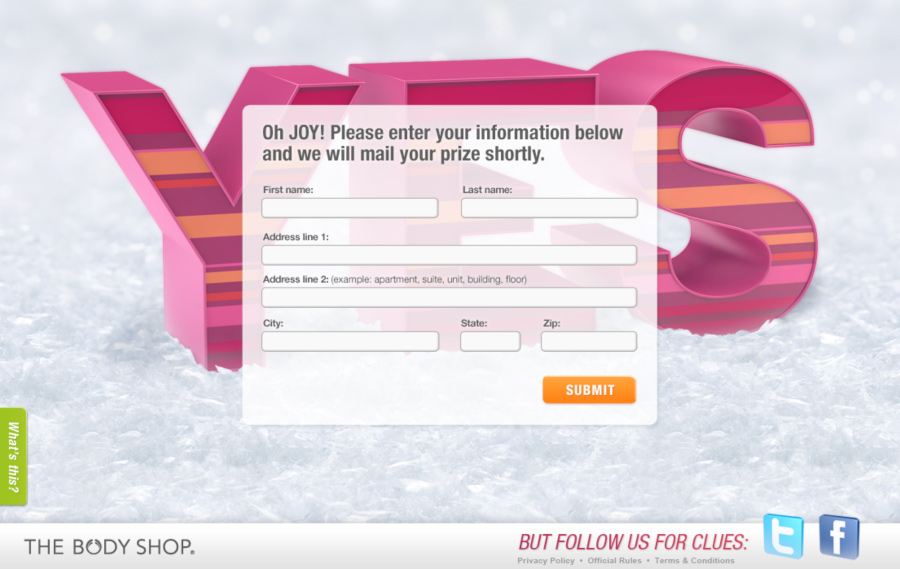 YES
Oh JOY! Please enter your information below
and we will mail your prize shortly.
First name: Last name:
Address line 1:
Address line 2: (example: apartment, suite, unit, building, floor)
City: State: Zip:
SUBMIT
What's this?
THE BODY SHOP®
BUT FOLLOW US FOR CLUES:
t f
Privacy Policy • Official Rules • Terms & Conditions